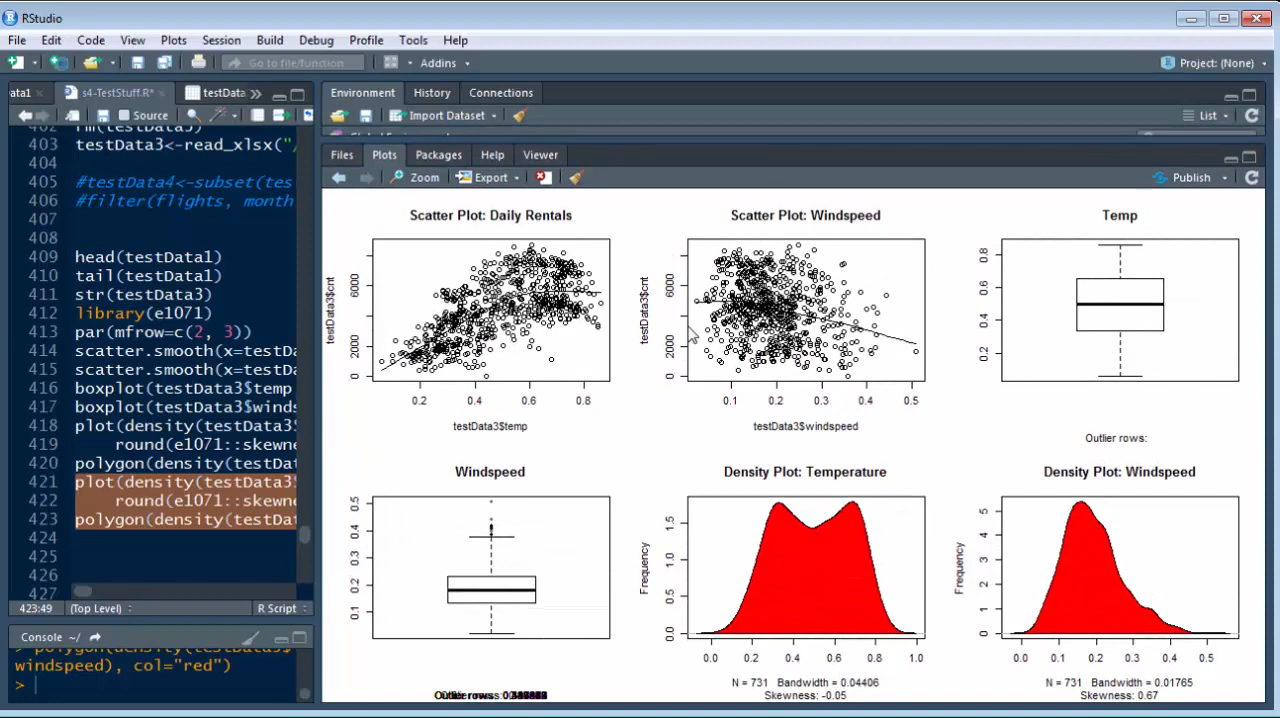 RStudio
File Edit Code View Plots Session Build Debug Profile Tools Help
Go to file/function Addins Project: (None)
ata1 s4-TestStuff.R* testData
Source
403 testData3<-read_xlsx("
404
405 #testData4<-subset(tes
406 #filter(flights, month
407
408
409 head(testData1)
410 tail(testData1)
411 str(testData3)
412 library(e1071)
413 par(mfrow=c(2, 3))
414 scatter.smooth(x=testDa
415 scatter.smooth(x=testDa
416 boxplot(testData3$temp
417 boxplot(testData3$winds
418 plot(density(testData3$
419 round(e1071::skewne
420 polygon(density(testDat
421 plot(density(testData3$
422 round(e1071::skewne
423 polygon(density(testDat
424
425
426
427
423:49 (Top Level) R Script
Console ~/
> polygon(density(testData3$
windspeed), col="red")
>
Environment History Connections
Import Dataset List
Files Plots Packages Help Viewer
Zoom Export Publish
Scatter Plot: Daily Rentals
testData3$cnt
0 2000 6000
0.2 0.4 0.6 0.8
testData3$temp
Scatter Plot: Windspeed
testData3$cnt
0 2000 6000
0.1 0.2 0.3 0.4 0.5
testData3$windspeed
Temp
0.2 0.4 0.6 0.8
Outlier rows:
Windspeed
0.1 0.2 0.3 0.4 0.5
Outlier rows:
Density Plot: Temperature
Frequency
0.0 0.5 1.0 1.5
0.0 0.2 0.4 0.6 0.8 1.0
N = 731 Bandwidth = 0.04406
Skewness: -0.05
Density Plot: Windspeed
Frequency
0 1 2 3 4 5
0.0 0.1 0.2 0.3 0.4 0.5
N = 731 Bandwidth = 0.01765
Skewness: 0.67